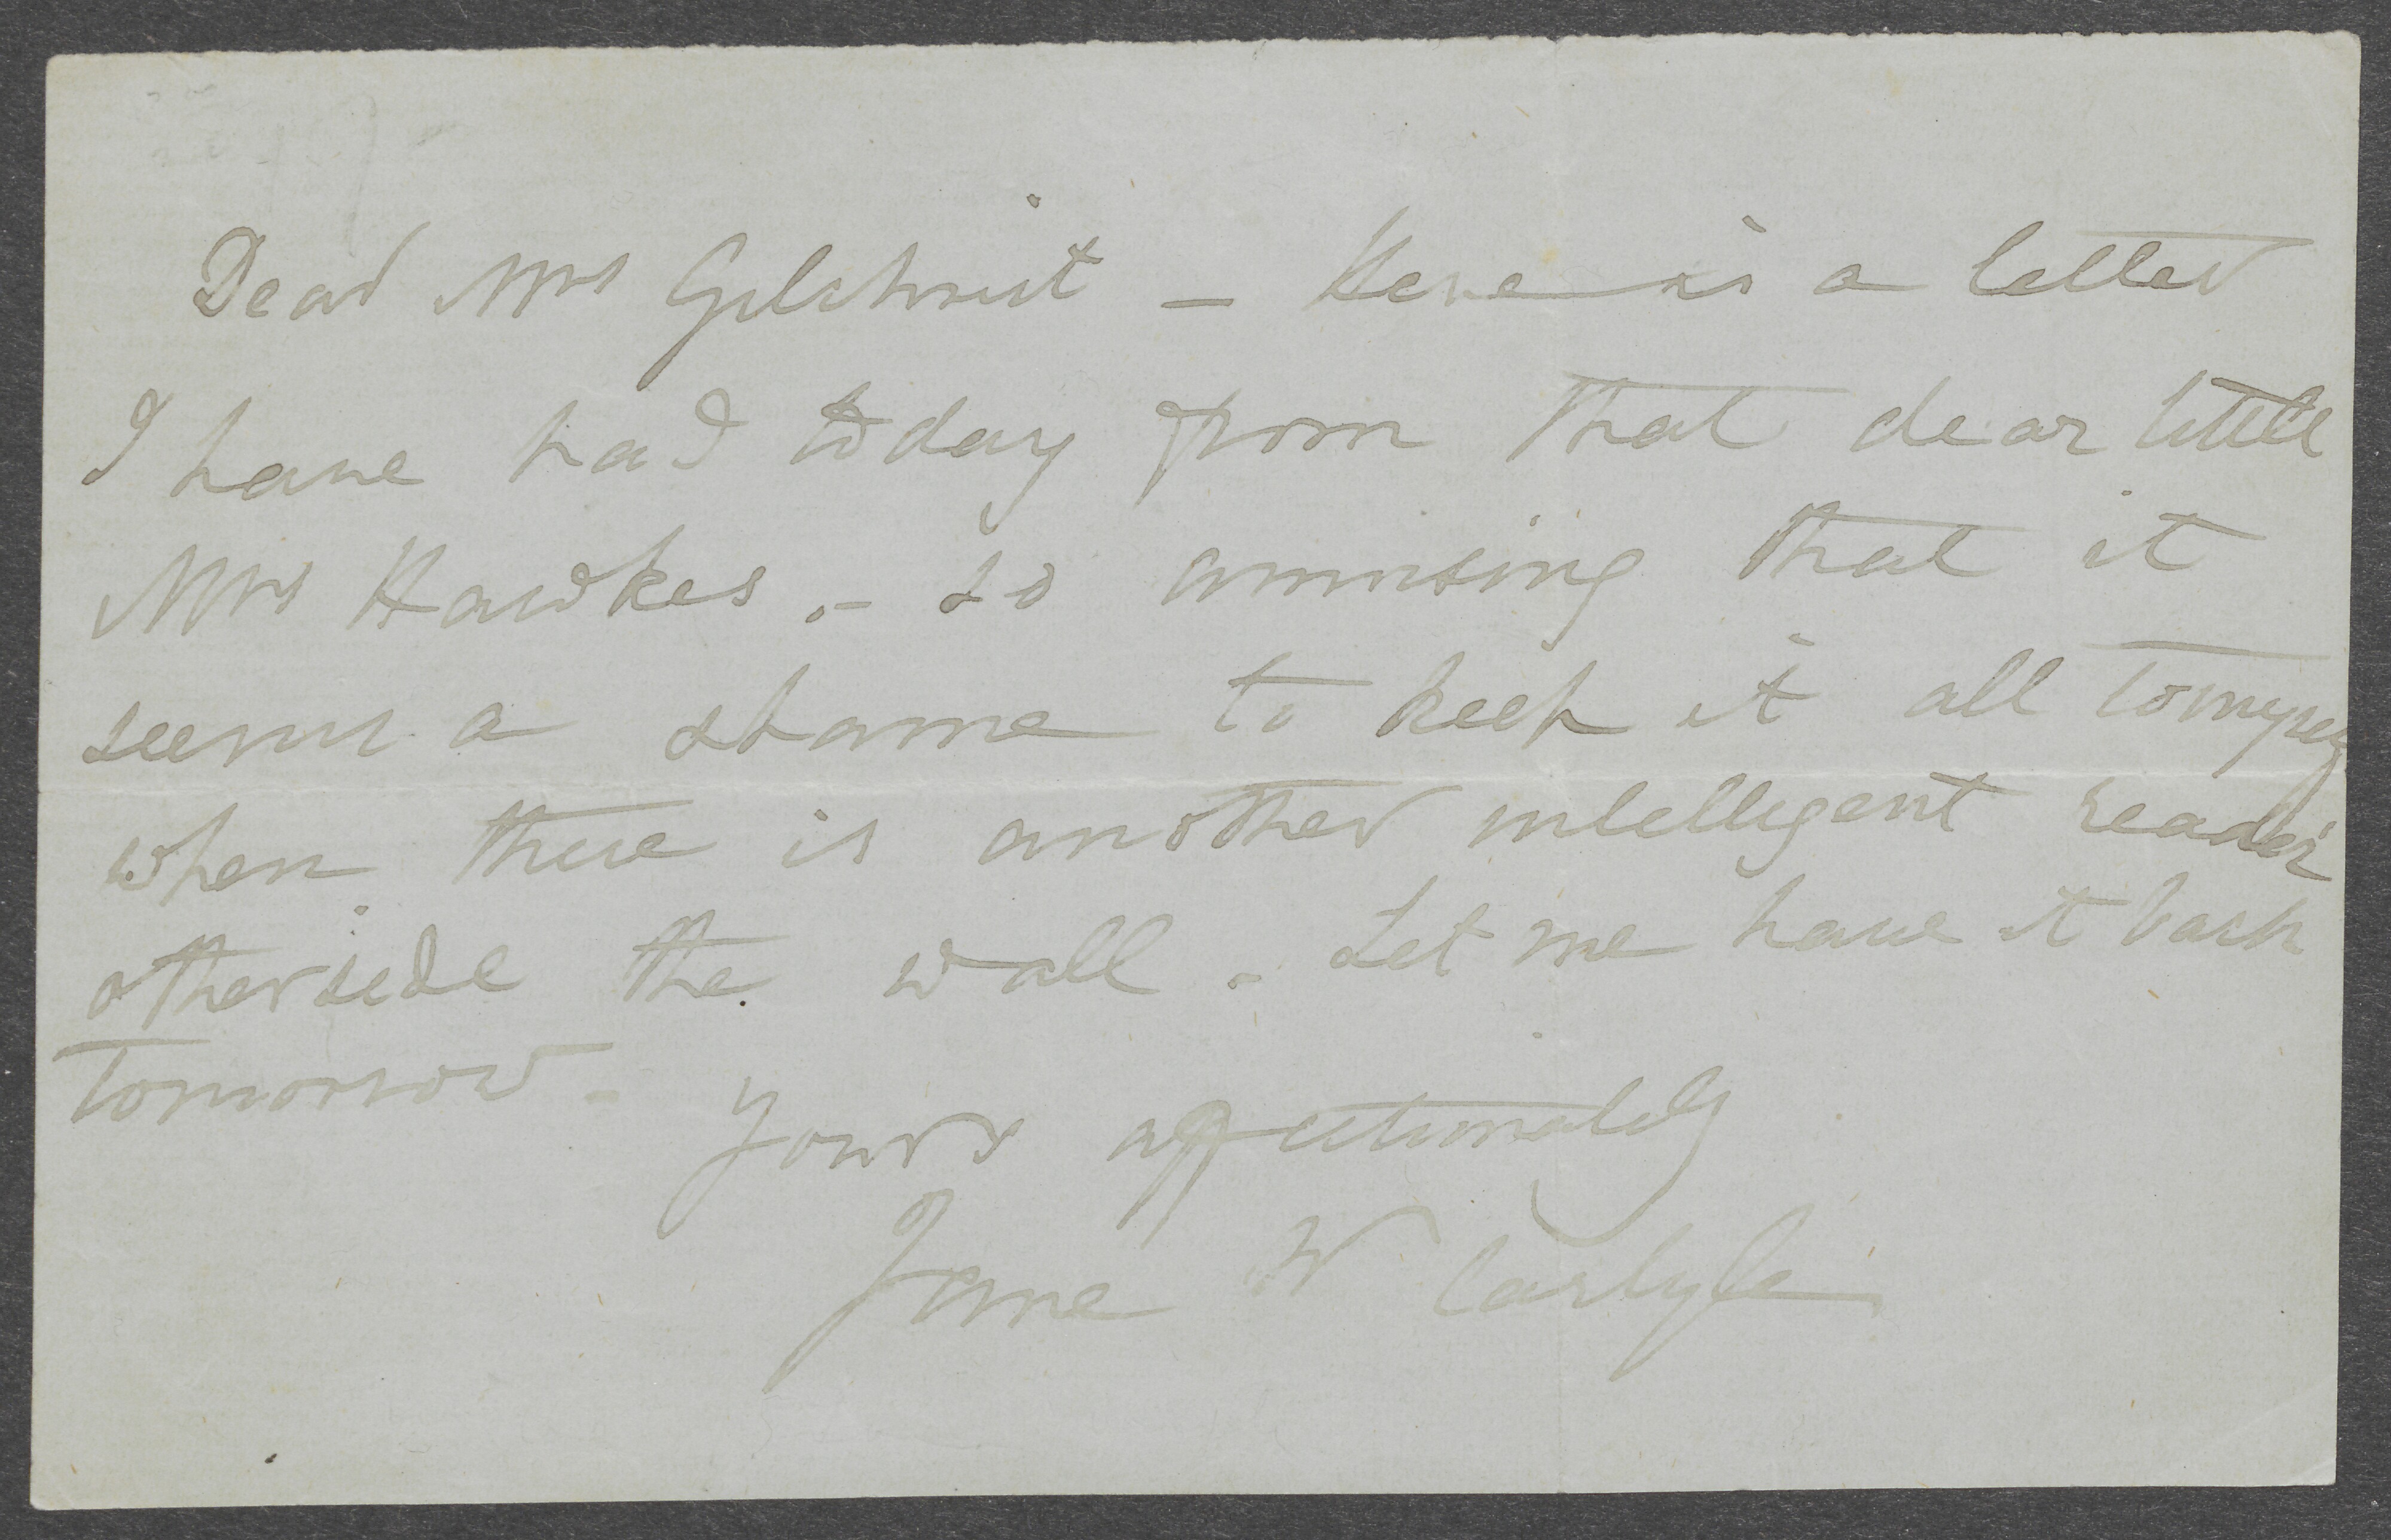 Dear Mrs Gilchrist – Here is a letter
I have had today from that dear little
Mrs Hawkes. – so amusing that it
seems a shame to keep it all to myself
when there is another intelligent reader
otherside the wall – Let me have it back
tomorrow –
Yours affectionately
Jane W Carlyle